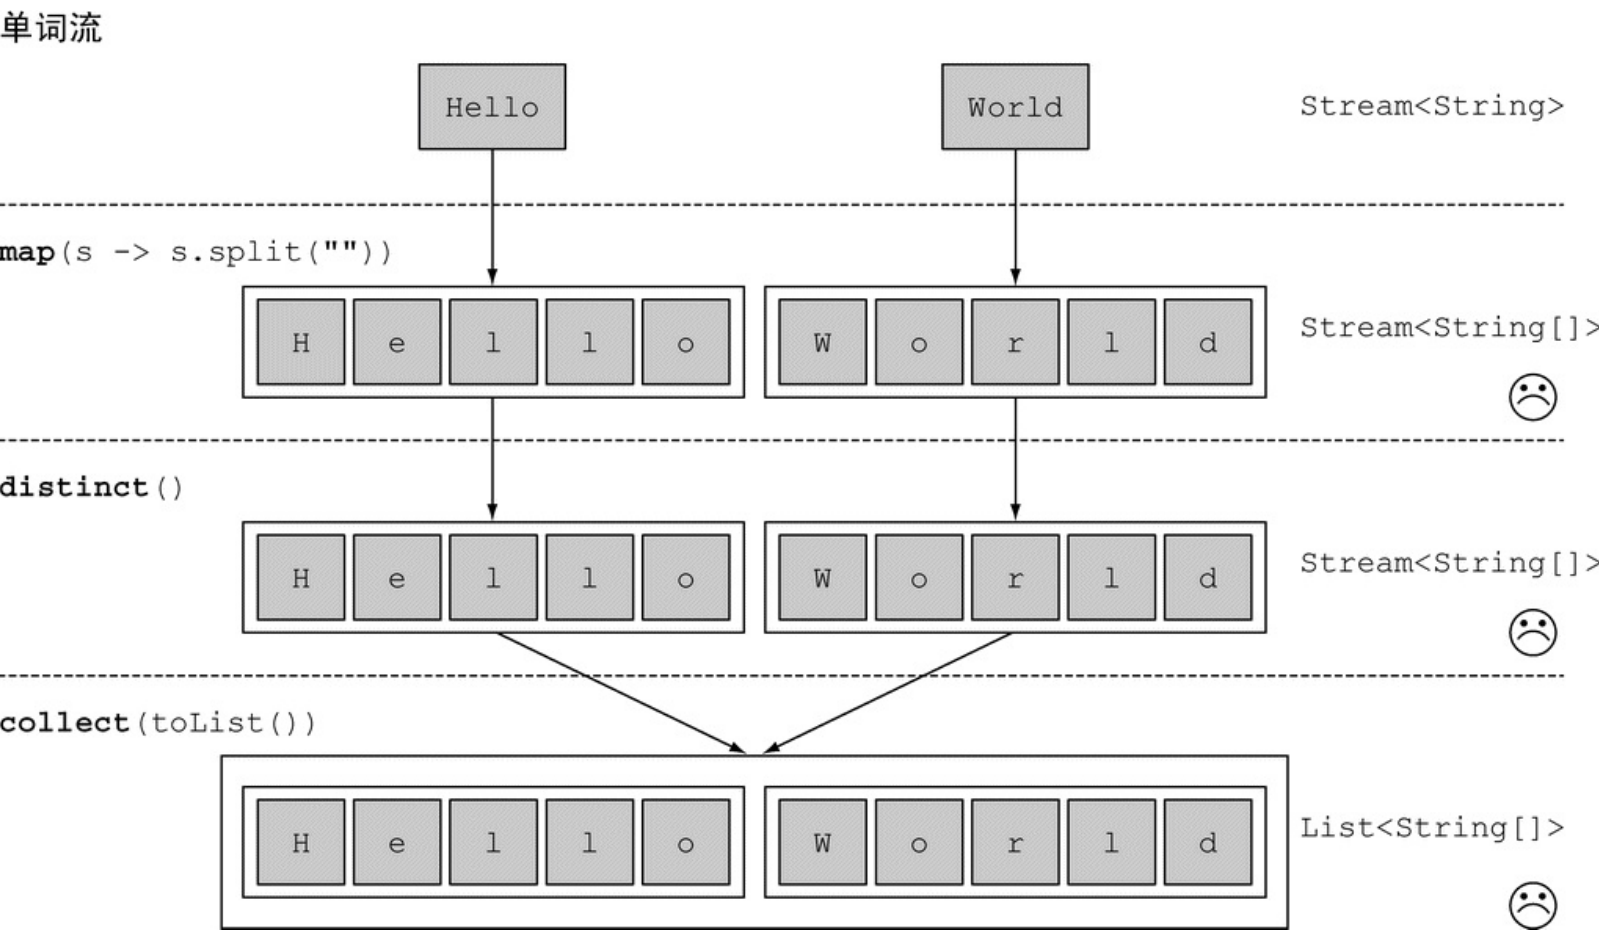 单词流
Hello World Stream<String>
map(s -> s.split(""))
H e l l o W o r l d Stream<String[]>
distinct()
H e l l o W o r l d Stream<String[]>
collect(toList())
H e l l o W o r l d List<String[]>